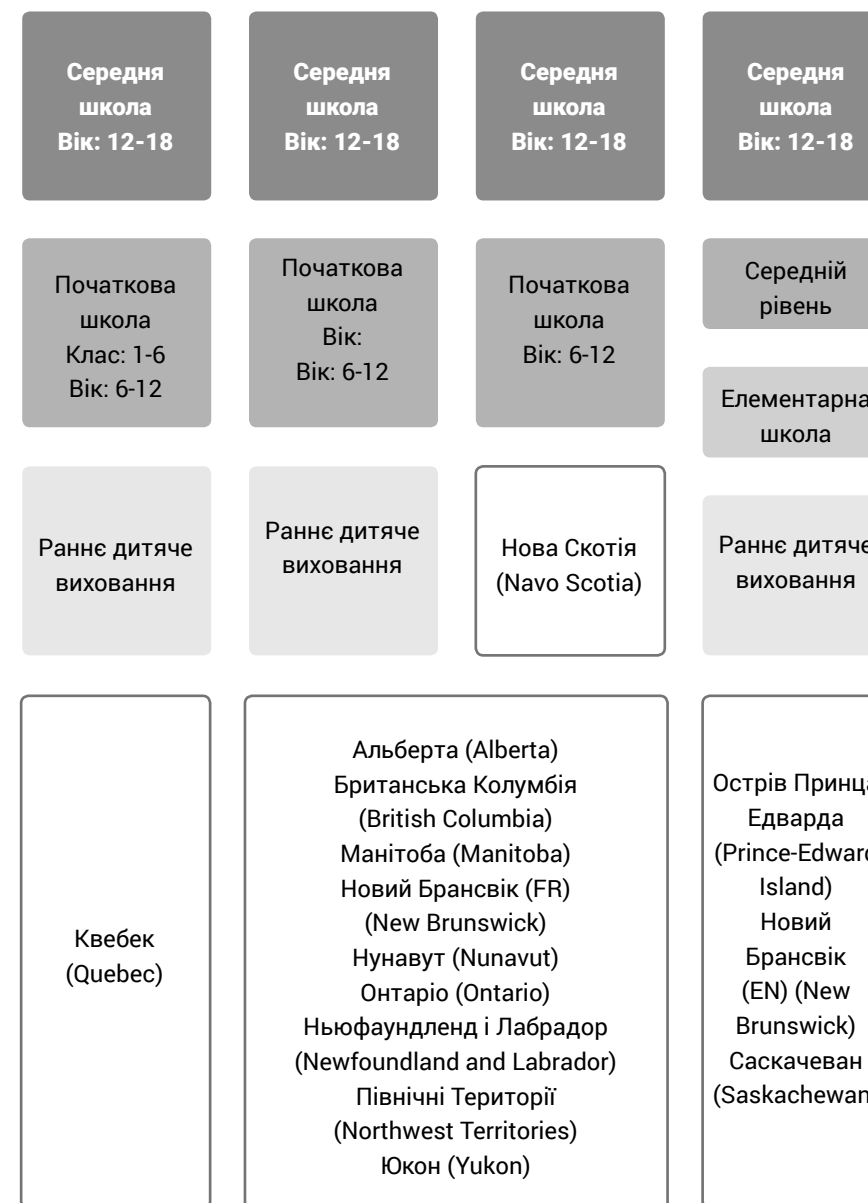 Середня
школа
Вік: 12-18
Середня
школа
Вік: 12-18
Середня
школа
Вік: 12-18
Середня
школа
Вік: 12-18
Початкова
школа
Клас: 1-6
Вік: 6-12
Початкова
школа
Вік:
Вік: 6-12
Початкова
школа
Вік: 6-12
Середній
рівень
Елементарна
школа
Раннє дитяче
виховання
Раннє дитяче
виховання
Нова Скотія
(Navo Scotia)
Раннє дитяче
виховання
Квебек
(Quebec)
Альберта (Alberta)
Британська Колумбія
(British Columbia)
Манітоба (Manitoba)
Новий Брансвік (FR)
(New Brunswick)
Нунавут (Nunavut)
Онтаріо (Ontario)
Ньюфаундленд і Лабрадор
(Newfoundland and Labrador)
Північні Території
(Northwest Territories)
Юкон (Yukon)
Острів Принца
Едварда
(Prince-Edward
Island)
Новий
Брансвік
(EN) (New
Brunswick)
Саскачеван
(Saskachewan